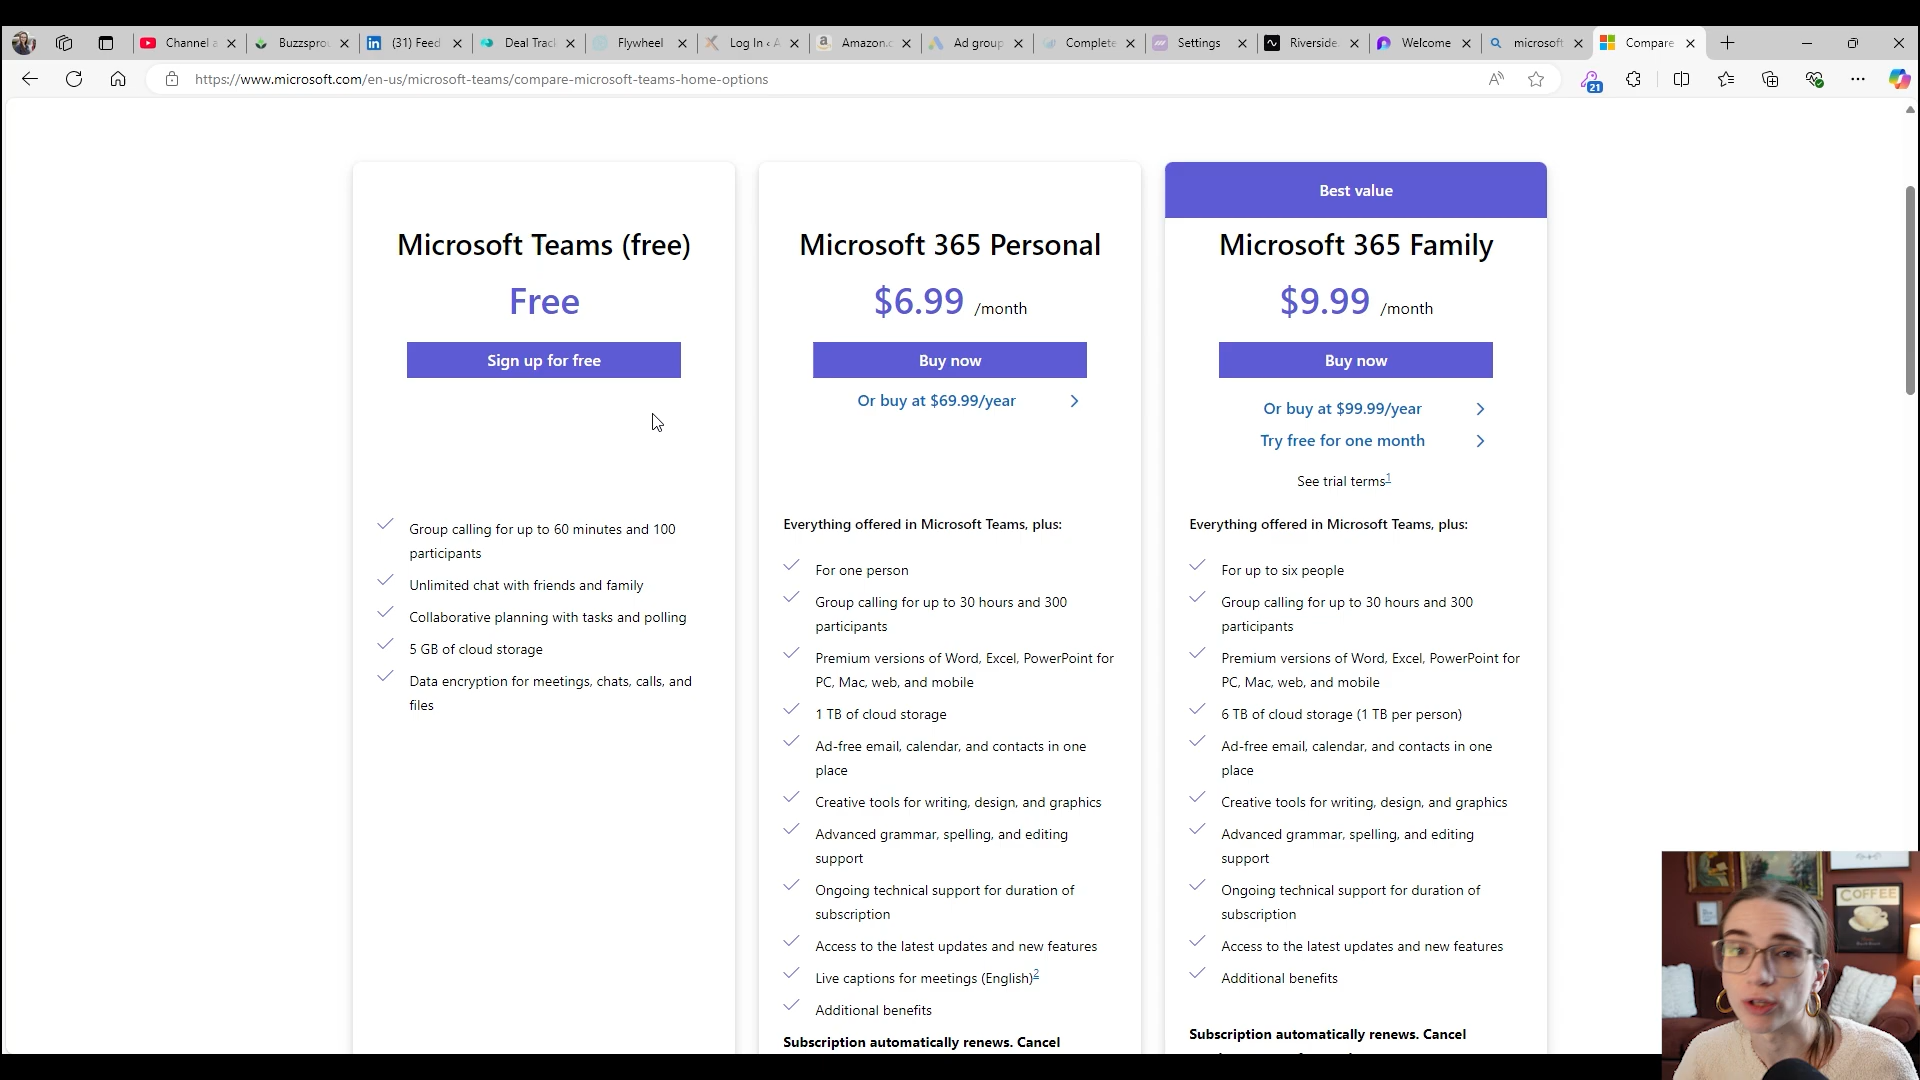 Channel a
Buzzspro
(31) Feed
Deal Trac
Flywheel
Log In ‹ A
Amazon.c
Ad group
Complete
Settings
Riverside
Welcome
microsoft
Compare
https://www.microsoft.com/en-us/microsoft-teams/compare-microsoft-teams-home-options
21
Microsoft Teams (free)
Free
Sign up for free
Group calling for up to 60 minutes and 100
participants
Unlimited chat with friends and family
Collaborative planning with tasks and polling
5 GB of cloud storage
Data encryption for meetings, chats, calls, and
files
Microsoft 365 Personal
$6.99 /month
Buy now
Or buy at $69.99/year
Everything offered in Microsoft Teams, plus:
For one person
Group calling for up to 30 hours and 300
participants
Premium versions of Word, Excel, PowerPoint for
PC, Mac, web, and mobile
1 TB of cloud storage
Ad-free email, calendar, and contacts in one
place
Creative tools for writing, design, and graphics
Advanced grammar, spelling, and editing
support
Ongoing technical support for duration of
subscription
Access to the latest updates and new features
Live captions for meetings (English)2
Additional benefits
Subscription automatically renews. Cancel
Best value
Microsoft 365 Family
$9.99 /month
Buy now
Or buy at $99.99/year
Try free for one month
See trial terms1
Everything offered in Microsoft Teams, plus:
For up to six people
Group calling for up to 30 hours and 300
participants
Premium versions of Word, Excel, PowerPoint for
PC, Mac, web, and mobile
6 TB of cloud storage (1 TB per person)
Ad-free email, calendar, and contacts in one
place
Creative tools for writing, design, and graphics
Advanced grammar, spelling, and editing
support
Ongoing technical support for duration of
subscription
Access to the latest updates and new features
Additional benefits
Subscription automatically renews. Cancel
COFFEE